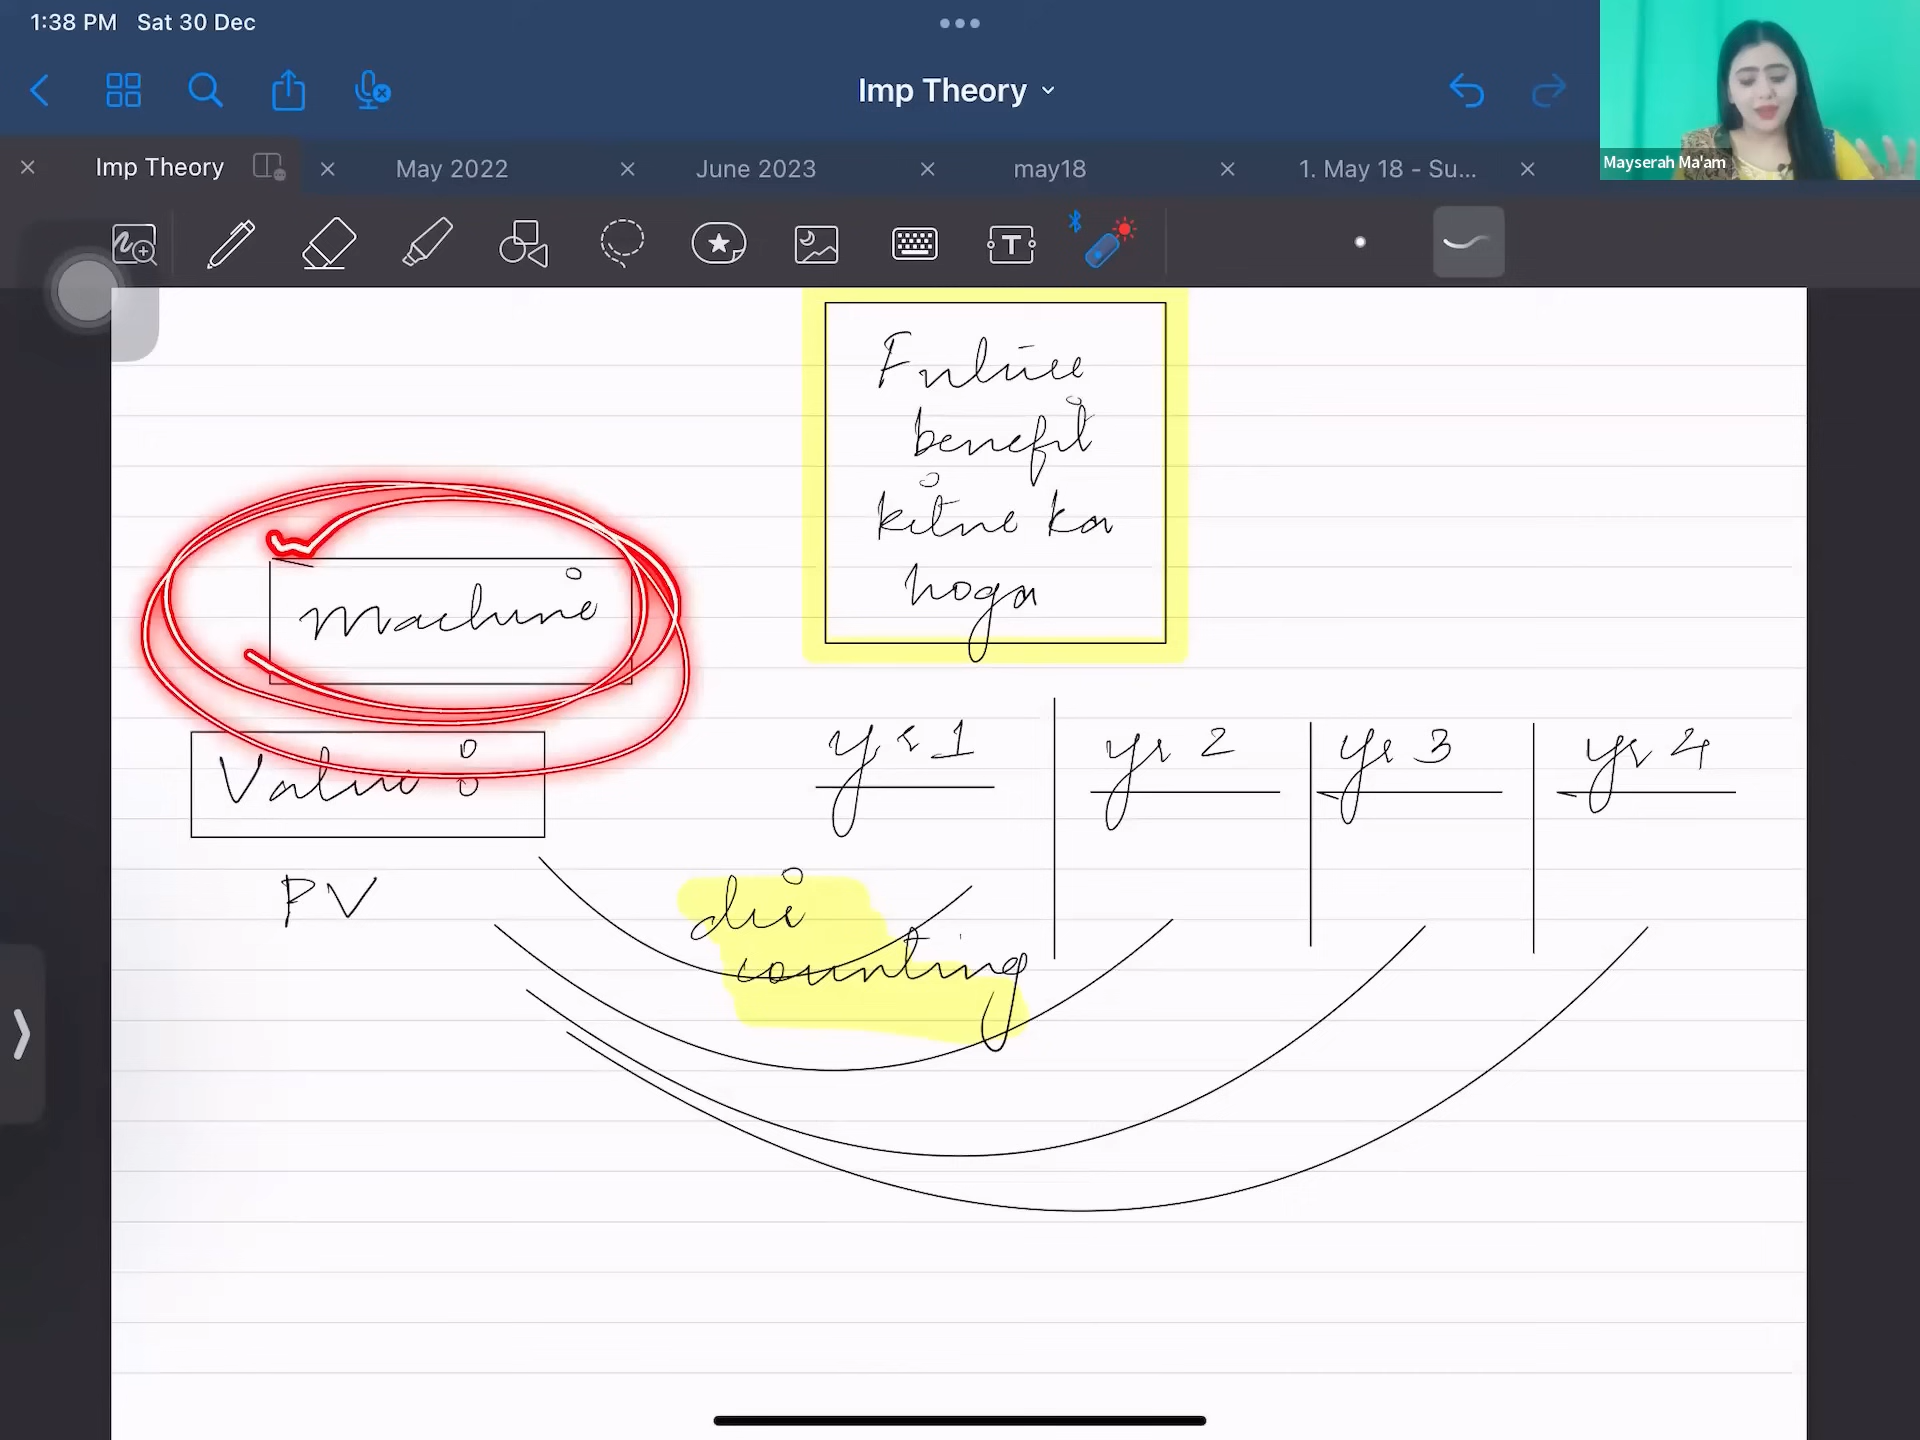 1:38 PM Sat 30 Dec
Imp Theory
Mayserah Ma'am
Imp Theory
May 2022
June 2023
may18
1. May 18 - Su...
T
Future
benefit
kitne ka
hoga
Machine
Value :
yr 1
yr 2
yr 3
yr 4
PV
dis
counting